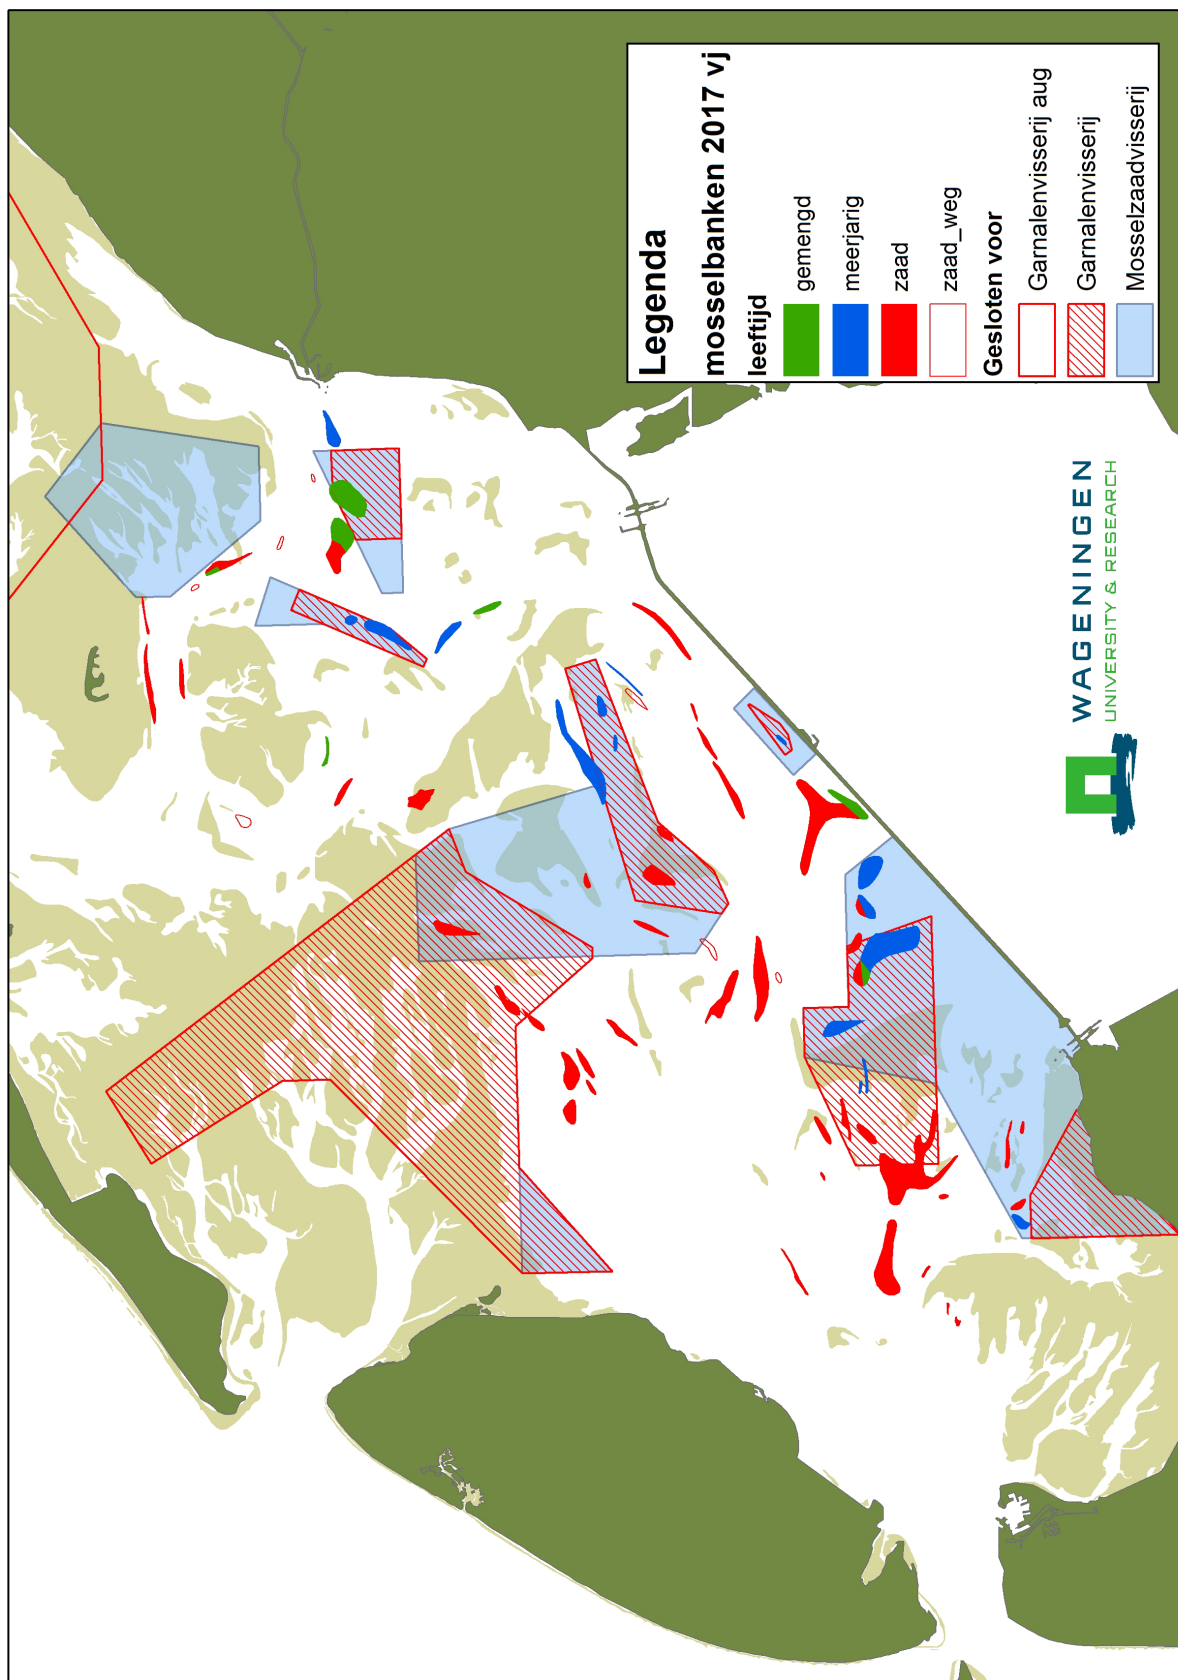 Legenda
mosselbanken 2017 vj
leeftijd
gemengd
meerjarig
zaad
zaad_weg
Gesloten voor
Garnalenvisserij aug
Garnalenvisserij
Mosselzaadvisserij
WAGENINGEN
UNIVERSITY & RESEARCH